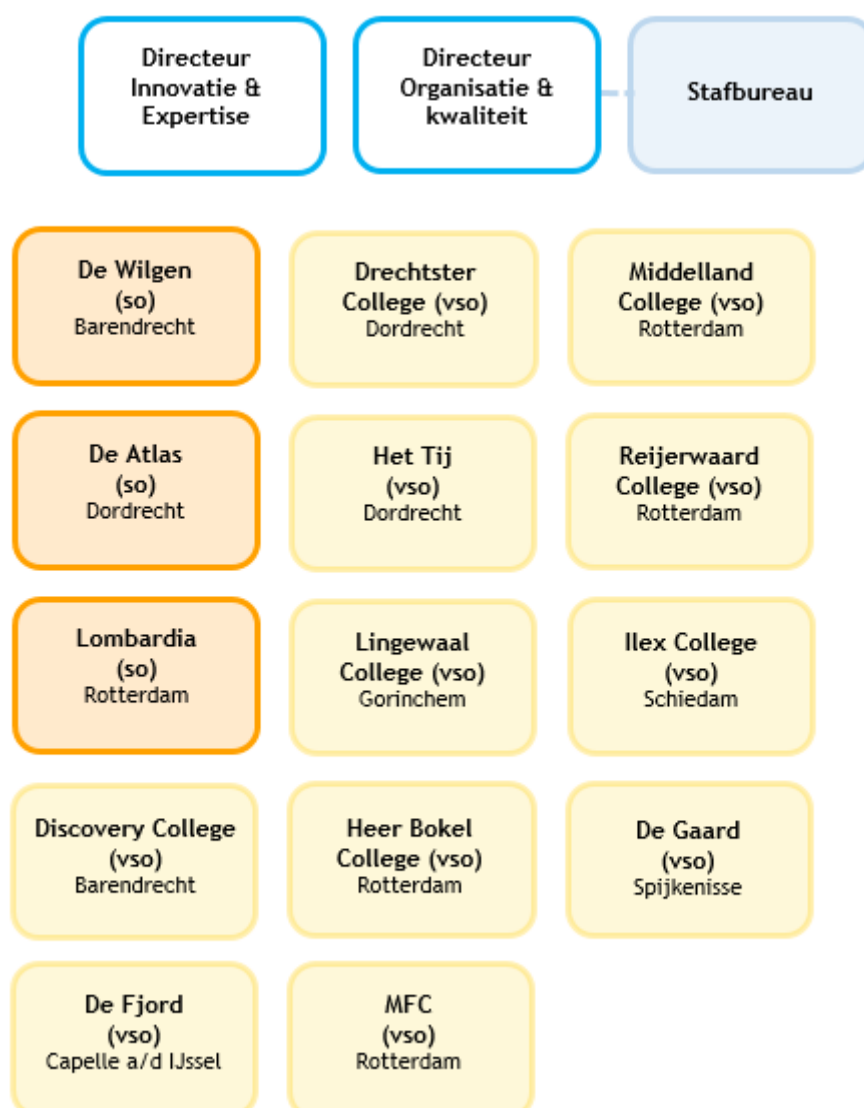 Directeur
Innovatie &
Expertise
Directeur
Organisatie &
kwaliteit
Stafbureau
De Wilgen
(so)
Barendrecht
Drechtster
College (vso)
Dordrecht
Middelland
College (vso)
Rotterdam
De Atlas
(so)
Dordrecht
Het Tij
(vso)
Dordrecht
Reijerwaard
College (vso)
Rotterdam
Lombardia
(so)
Rotterdam
Lingewaal
College (vso)
Gorinchem
Ilex College
(vso)
Schiedam
Discovery College
(vso)
Barendrecht
Heer Bokel
College (vso)
Rotterdam
De Gaard
(vso)
Spijkenisse
De Fjord
(vso)
Capelle a/d IJssel
MFC
(vso)
Rotterdam